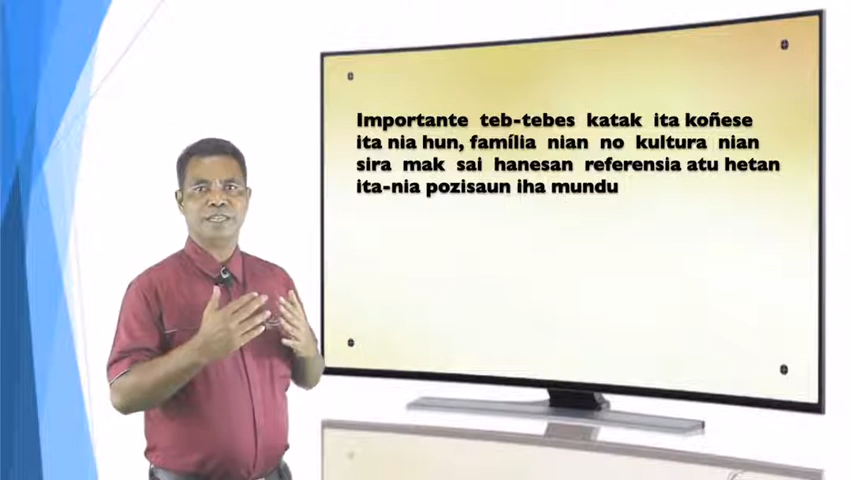 Importante teb-tebes katak ita koñese
ita nia hun, família nian no kultura nian
sira mak sai hanesan referensia atu hetan
ita-nia pozisaun iha mundu